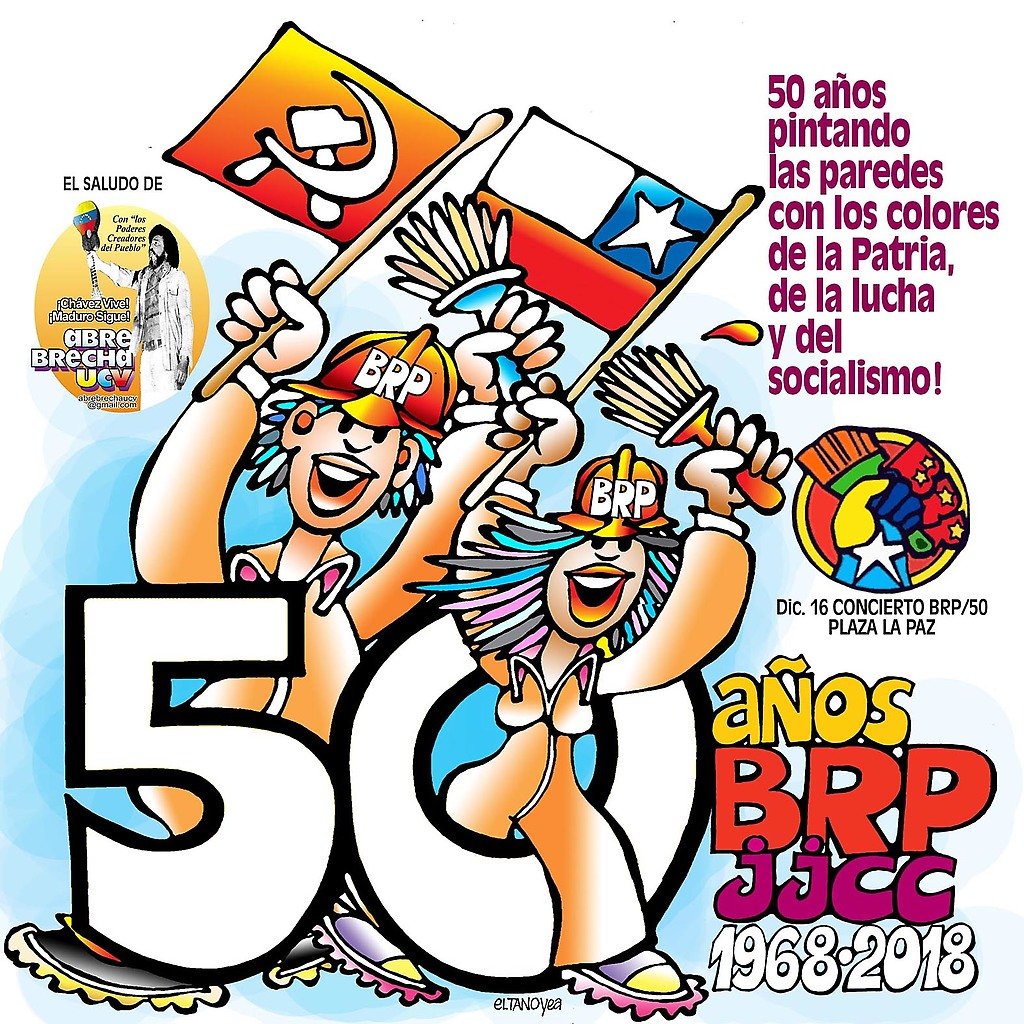 50 años
pintando
las paredes
con los colores
de la Patria,
de la lucha
y del
socialismo!
EL SALUDO DE
Con "los
Poderes
Creadores
del Pueblo"
¡Chávez Vive!
¡Maduro Sigue!
abre
brecha
ucv
abrebrechaucv
@gmail.com
BRP
BRP
BRP
Dic. 16 CONCIERTO BRP/50
PLAZA LA PAZ
50
años
BRP
jjcc
1968·2018
eLTANOyea